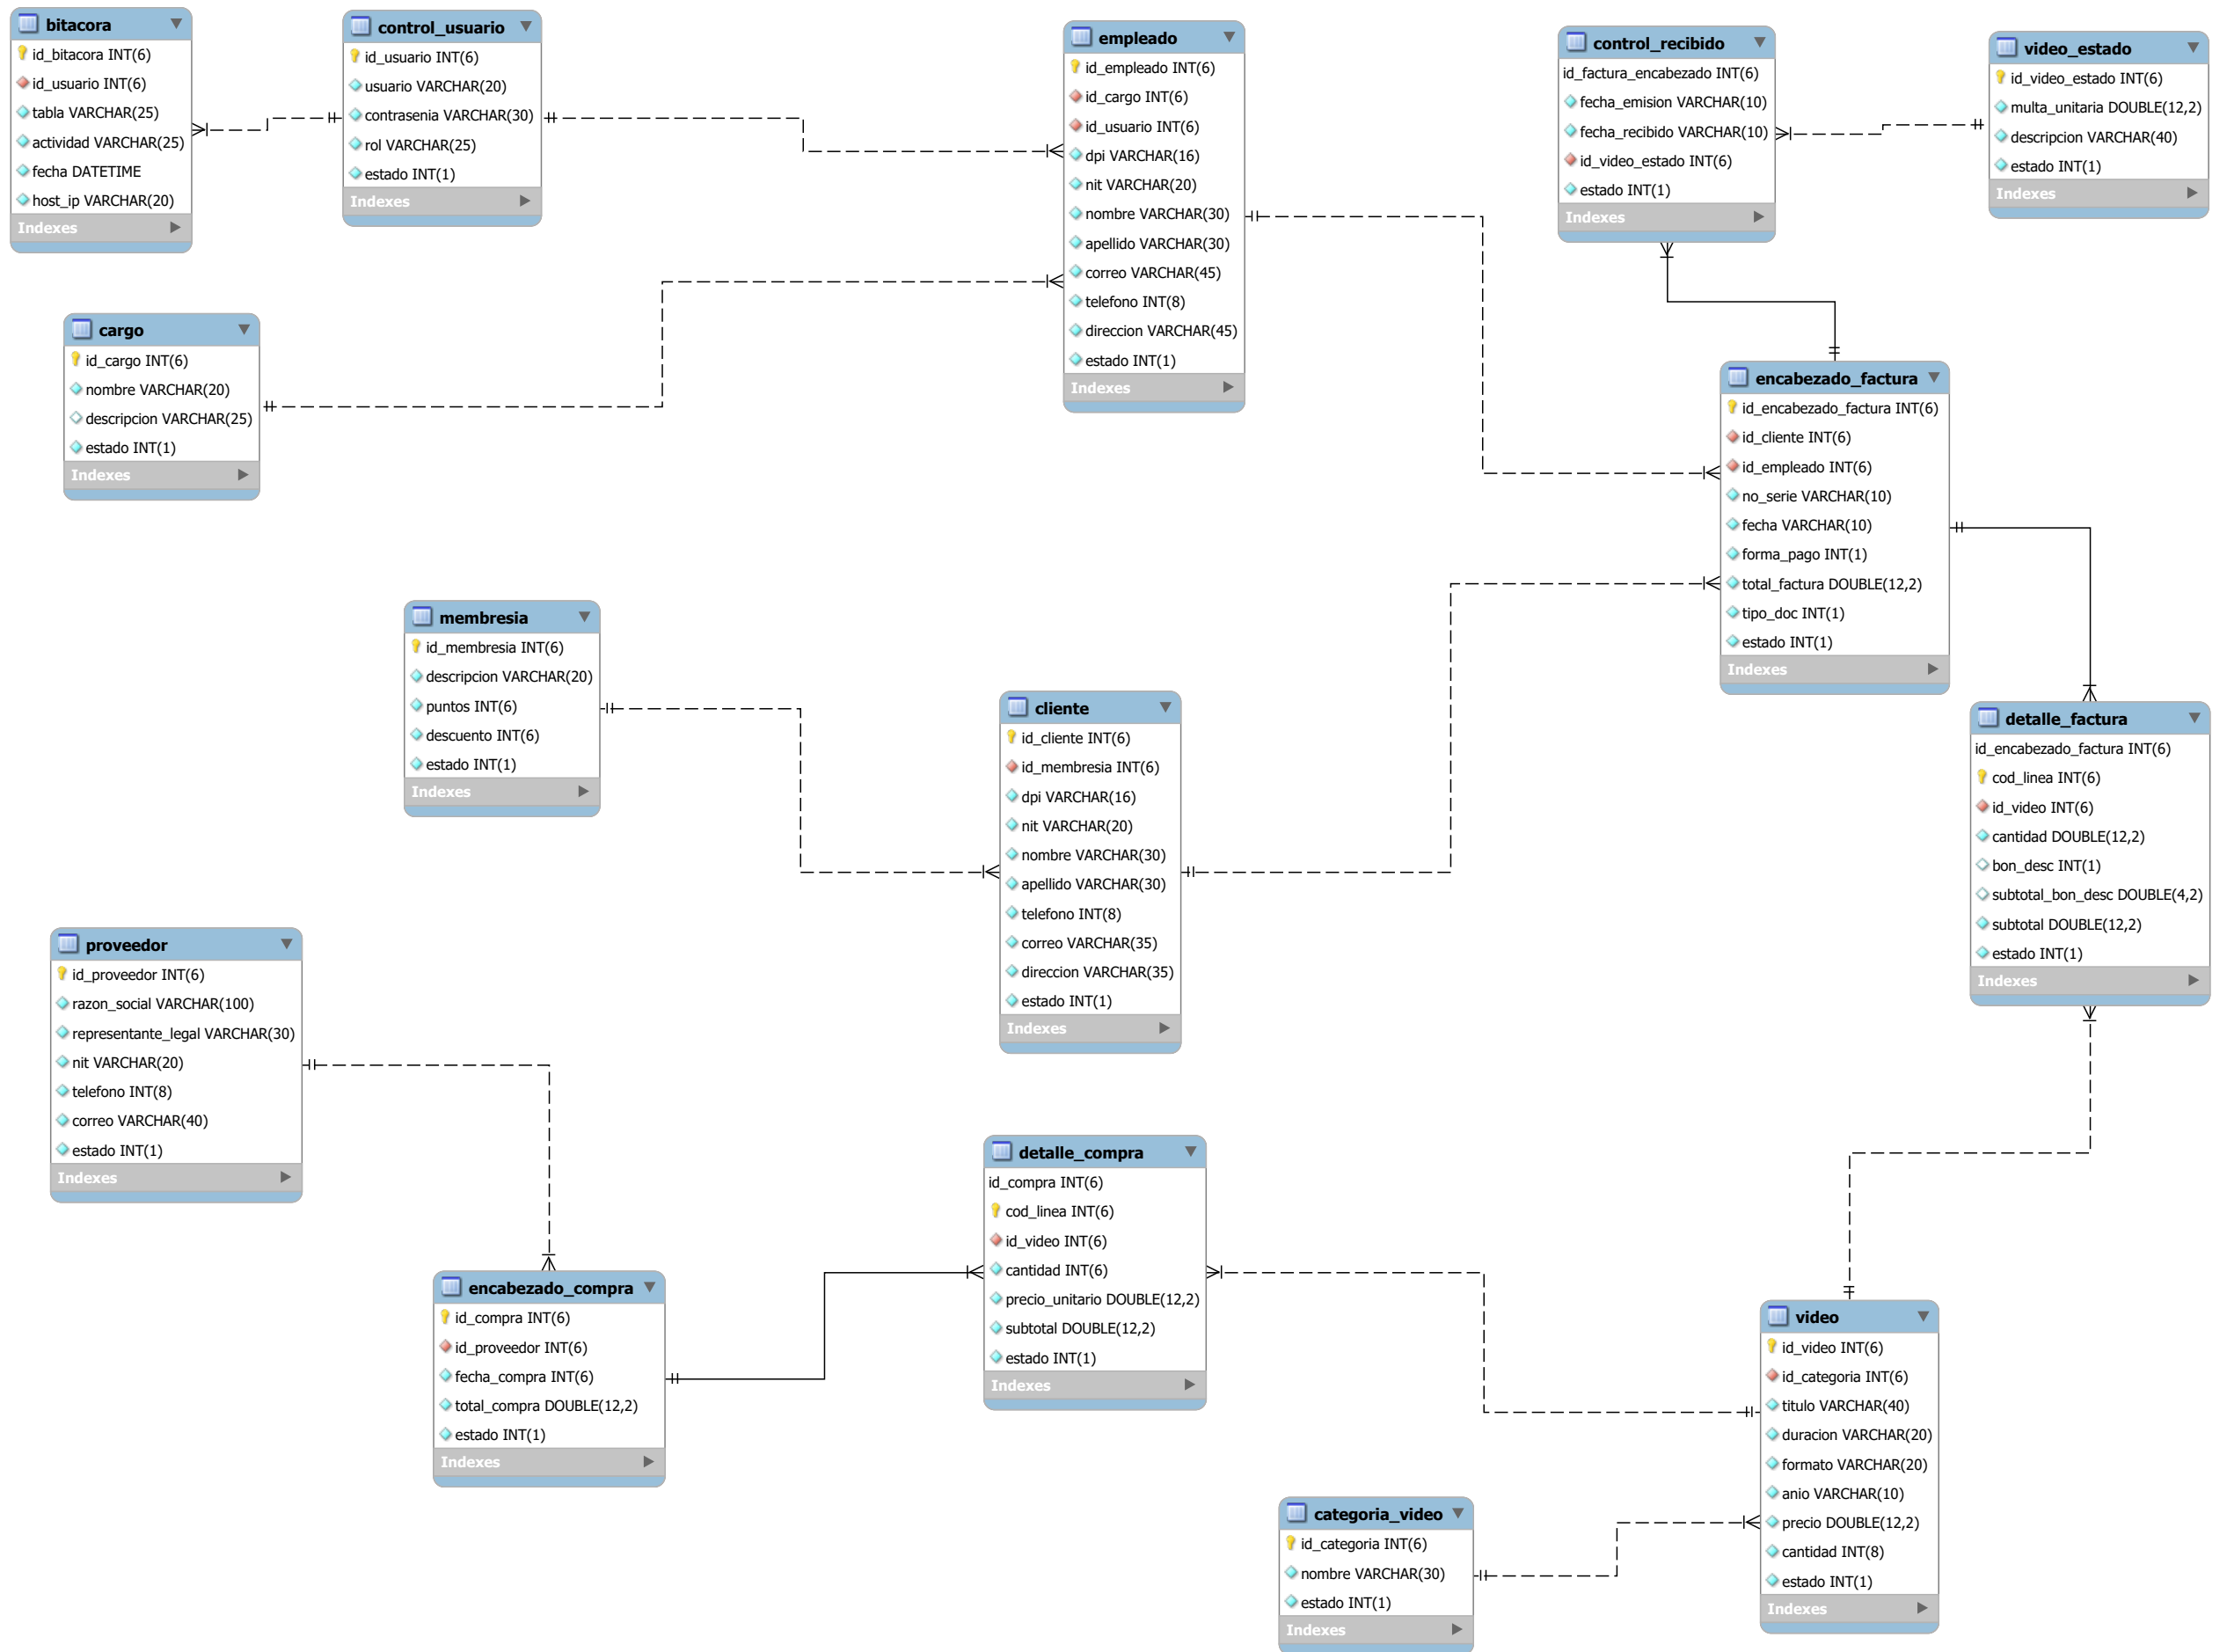 bitacora
id_bitacora INT(6)
id_usuario INT(6)
tabla VARCHAR(25)
actividad VARCHAR(25)
fecha DATETIME
host_ip VARCHAR(20)
Indexes
control_usuario
id_usuario INT(6)
usuario VARCHAR(20)
contrasenia VARCHAR(30)
rol VARCHAR(25)
estado INT(1)
Indexes
empleado
id_empleado INT(6)
id_cargo INT(6)
id_usuario INT(6)
dpi VARCHAR(16)
nit VARCHAR(20)
nombre VARCHAR(30)
apellido VARCHAR(30)
correo VARCHAR(45)
telefono INT(8)
direccion VARCHAR(45)
estado INT(1)
Indexes
control_recibido
id_factura_encabezado INT(6)
fecha_emision VARCHAR(10)
fecha_recibido VARCHAR(10)
id_video_estado INT(6)
estado INT(1)
Indexes
video_estado
id_video_estado INT(6)
multa_unitaria DOUBLE(12,2)
descripcion VARCHAR(40)
estado INT(1)
Indexes
cargo
id_cargo INT(6)
nombre VARCHAR(20)
descripcion VARCHAR(25)
estado INT(1)
Indexes
encabezado_factura
id_encabezado_factura INT(6)
id_cliente INT(6)
id_empleado INT(6)
no_serie VARCHAR(10)
fecha VARCHAR(10)
forma_pago INT(1)
total_factura DOUBLE(12,2)
tipo_doc INT(1)
estado INT(1)
Indexes
membresia
id_membresia INT(6)
descripcion VARCHAR(20)
puntos INT(6)
descuento INT(6)
estado INT(1)
Indexes
cliente
id_cliente INT(6)
id_membresia INT(6)
dpi VARCHAR(16)
nit VARCHAR(20)
nombre VARCHAR(30)
apellido VARCHAR(30)
telefono INT(8)
correo VARCHAR(35)
direccion VARCHAR(35)
estado INT(1)
Indexes
detalle_factura
id_encabezado_factura INT(6)
cod_linea INT(6)
id_video INT(6)
cantidad DOUBLE(12,2)
bon_desc INT(1)
subtotal_bon_desc DOUBLE(4,2)
subtotal DOUBLE(12,2)
estado INT(1)
Indexes
proveedor
id_proveedor INT(6)
razon_social VARCHAR(100)
representante_legal VARCHAR(30)
nit VARCHAR(20)
telefono INT(8)
correo VARCHAR(40)
estado INT(1)
Indexes
detalle_compra
id_compra INT(6)
cod_linea INT(6)
id_video INT(6)
cantidad INT(6)
precio_unitario DOUBLE(12,2)
subtotal DOUBLE(12,2)
estado INT(1)
Indexes
encabezado_compra
id_compra INT(6)
id_proveedor INT(6)
fecha_compra INT(6)
total_compra DOUBLE(12,2)
estado INT(1)
Indexes
video
id_video INT(6)
id_categoria INT(6)
titulo VARCHAR(40)
duracion VARCHAR(20)
formato VARCHAR(20)
anio VARCHAR(10)
precio DOUBLE(12,2)
cantidad INT(8)
estado INT(1)
Indexes
categoria_video
id_categoria INT(6)
nombre VARCHAR(30)
estado INT(1)
Indexes